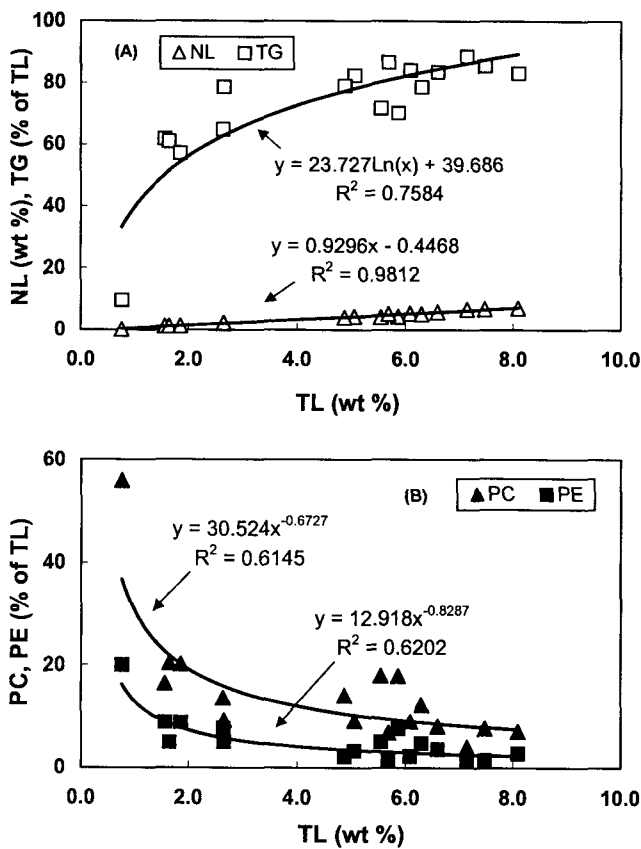 100
80
60
40
20
0
NL (wt %), TG (% of TL)
(A)
△ NL □ TG
y = 23.727Ln(x) + 39.686
R² = 0.7584
y = 0.9296x - 0.4468
R² = 0.9812
0.0 2.0 4.0 6.0 8.0 10.0
TL (wt %)
60
40
20
0
PC, PE (% of TL)
(B)
▲ PC ■ PE
y = 30.524x⁻⁰·⁶⁷²⁷
R² = 0.6145
y = 12.918x⁻⁰·⁸²⁸⁷
R² = 0.6202
0.0 2.0 4.0 6.0 8.0 10.0
TL (wt %)